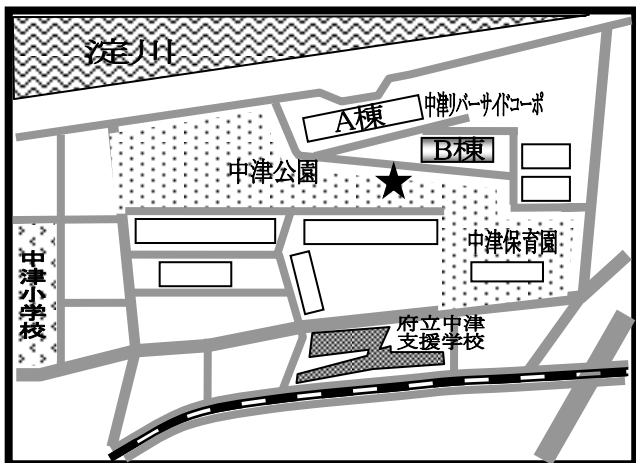 淀川
A棟
中津リバーサイドコーポ
B棟
中津公園
中津保育園
中津小学校
府立中津
支援学校